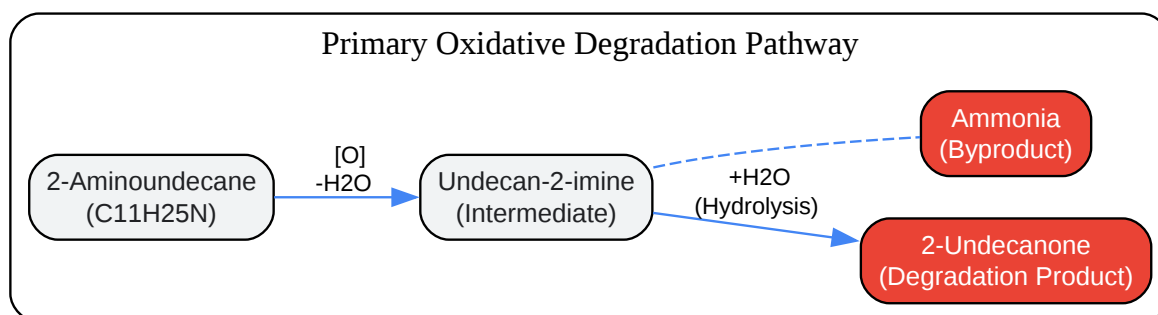 Primary Oxidative Degradation Pathway
2-Aminoundecane
(C11H25N)
[O]
-H2O
Undecan-2-imine
(Intermediate)
+H2O
(Hydrolysis)
Ammonia
(Byproduct)
2-Undecanone
(Degradation Product)